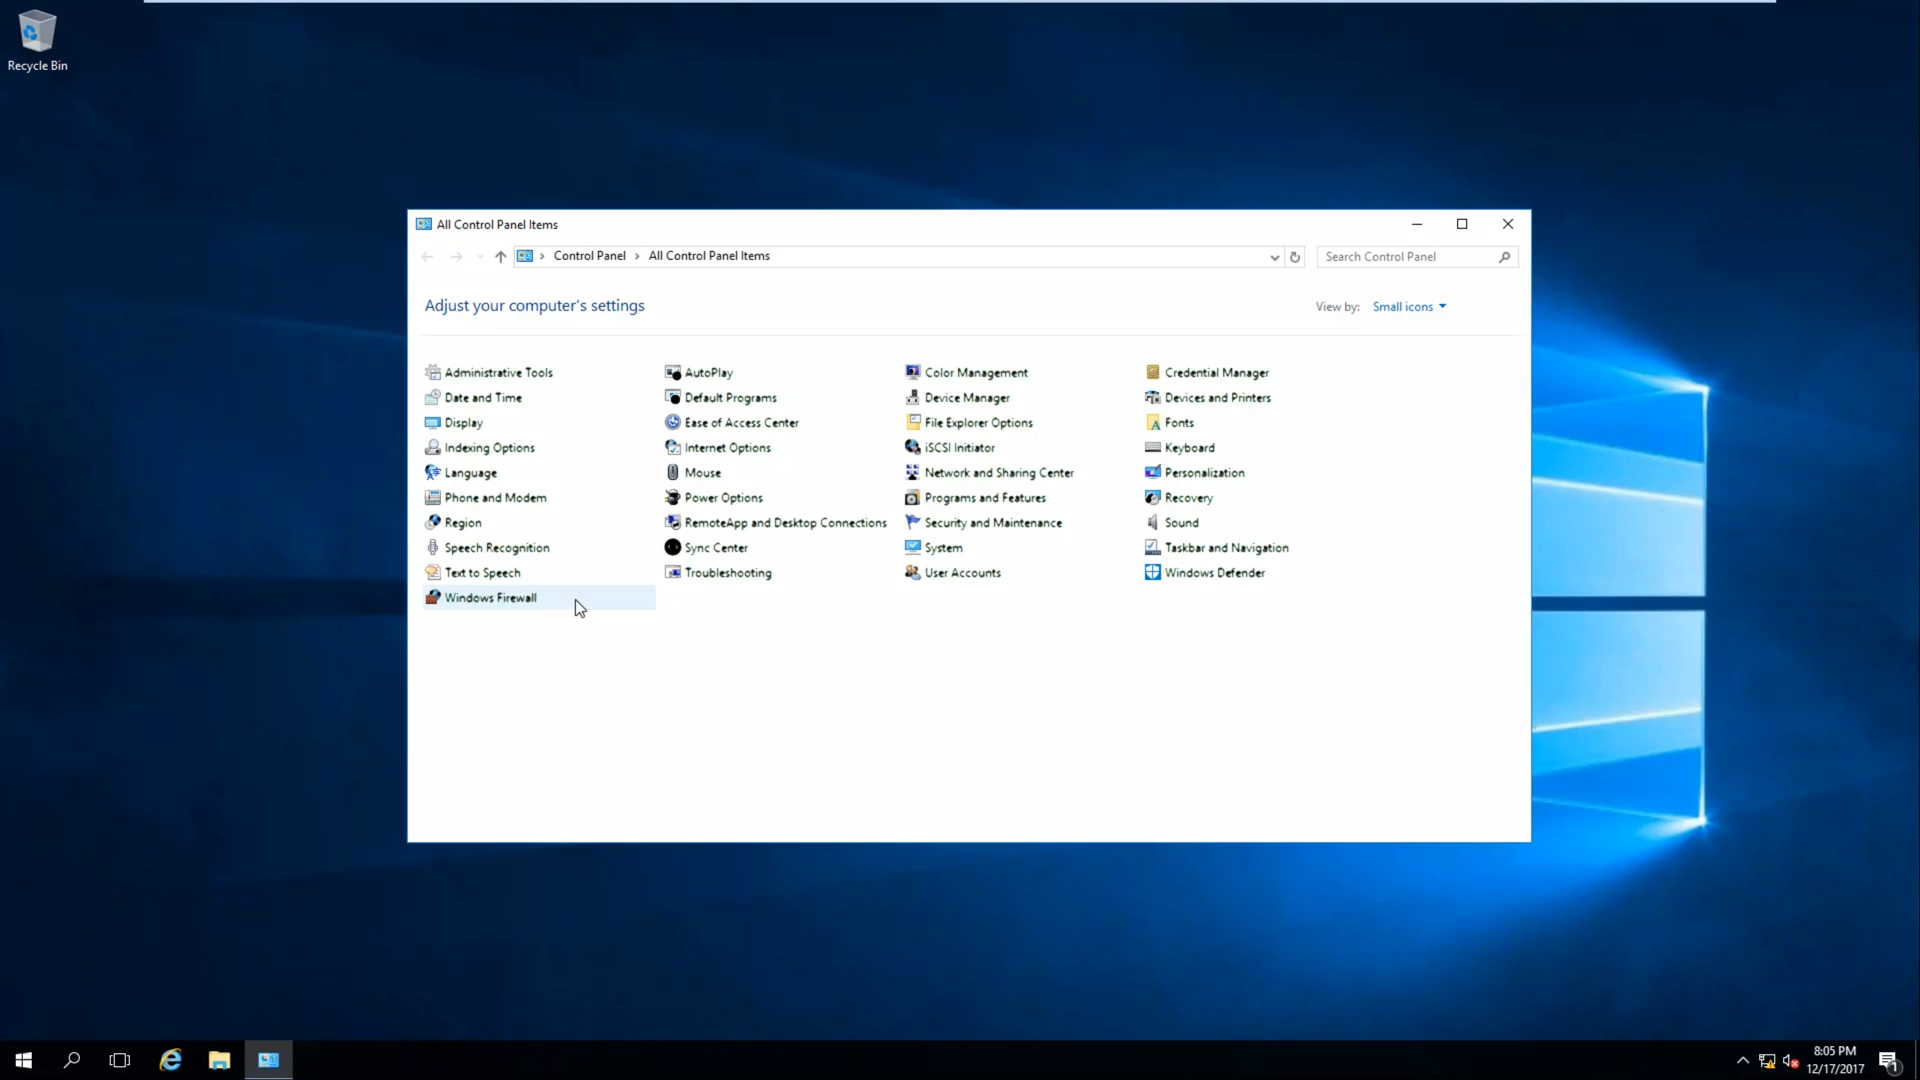 Recycle Bin
All Control Panel Items
Control Panel › All Control Panel Items
Search Control Panel
Adjust your computer's settings
View by: Small icons
Administrative Tools
AutoPlay
Color Management
Credential Manager
Date and Time
Default Programs
Device Manager
Devices and Printers
Display
Ease of Access Center
File Explorer Options
Fonts
Indexing Options
Internet Options
iSCSI Initiator
Keyboard
Language
Mouse
Network and Sharing Center
Personalization
Phone and Modem
Power Options
Programs and Features
Recovery
Region
RemoteApp and Desktop Connections
Security and Maintenance
Sound
Speech Recognition
Sync Center
System
Taskbar and Navigation
Text to Speech
Troubleshooting
User Accounts
Windows Defender
Windows Firewall
8:05 PM
12/17/2017
1